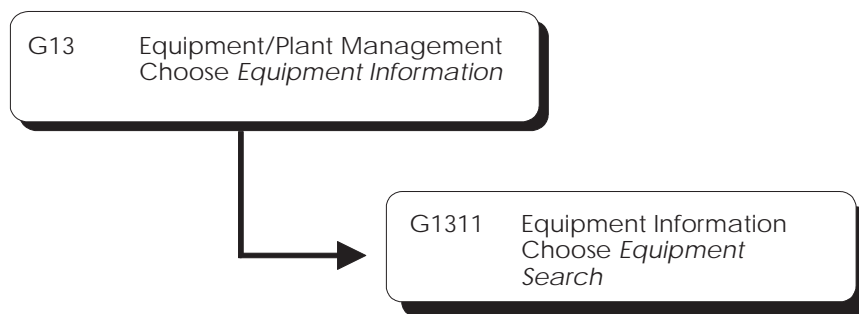 G13 Equipment/Plant Management
Choose Equipment Information
G1311 Equipment Information
Choose Equipment
Search